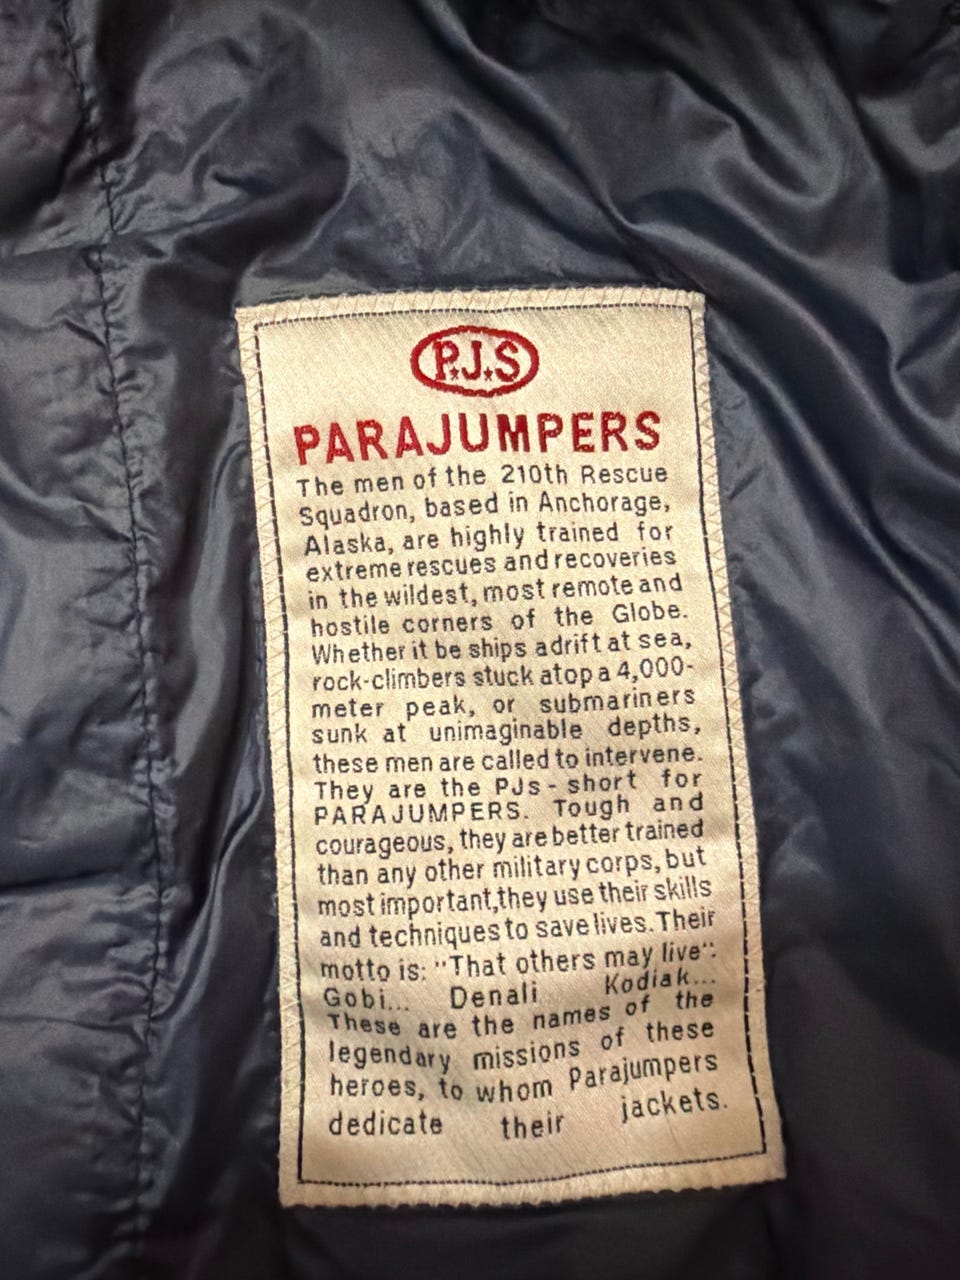 P.J.S
PARAJUMPERS
The men of the 210th Rescue
Squadron, based in Anchorage,
Alaska, are highly trained for
extreme rescues and recoveries
in the wildest, most remote and
hostile corners of the Globe.
Whether it be ships adrift at sea,
rock-climbers stuck atop a 4,000-
meter peak, or submariners
sunk at unimaginable depths,
these men are called to intervene.
They are the PJs - short for
PARAJUMPERS. Tough and
courageous, they are better trained
than any other military corps, but
most important,they use their skills
and techniques to save lives. Their
motto is: "That others may live":
Gobi... Denali Kodiak...
These are the names of the
legendary missions of these
heroes, to whom Parajumpers
dedicate their jackets.